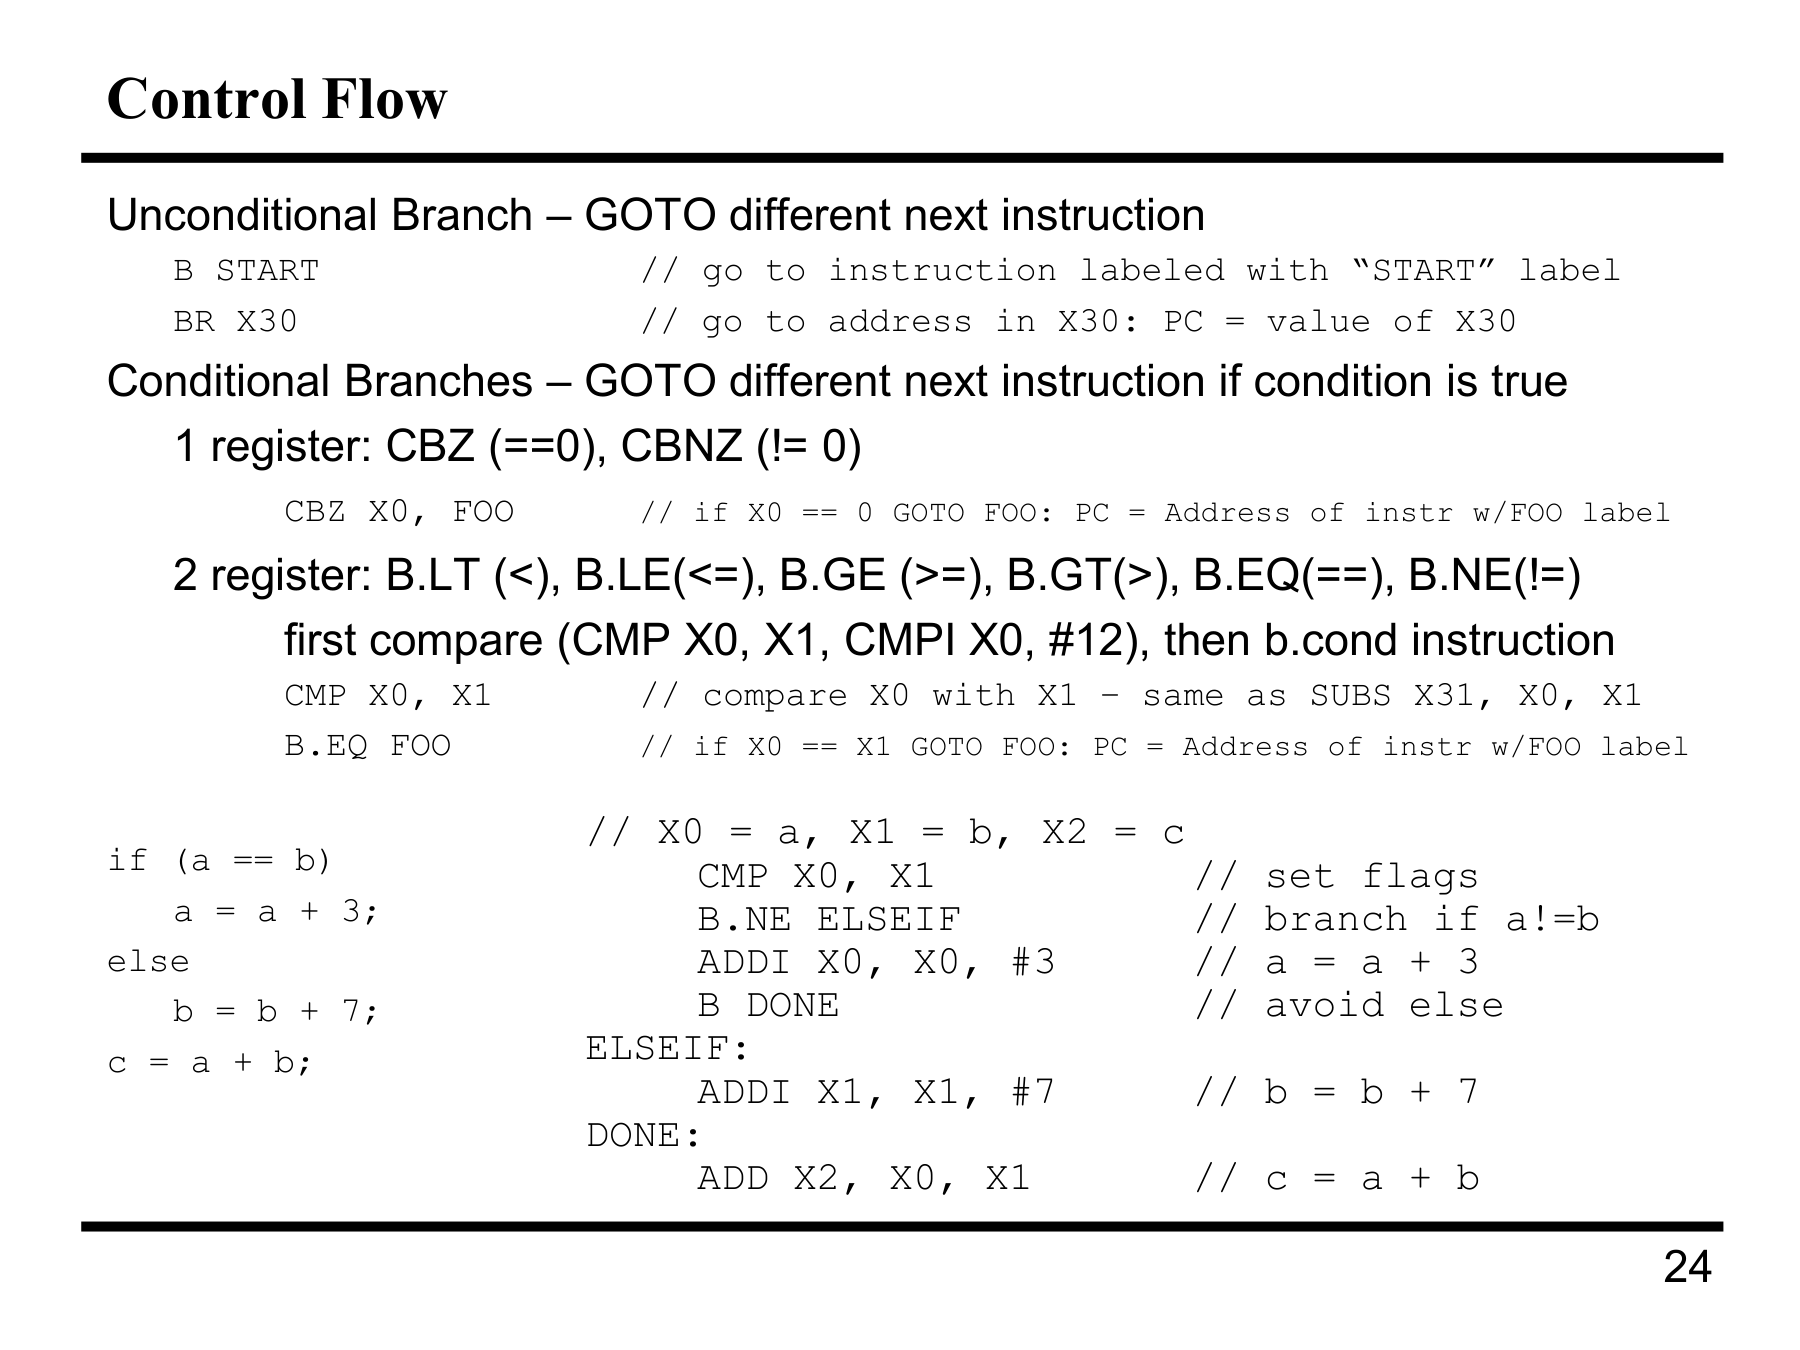 Control Flow
Unconditional Branch – GOTO different next instruction
B START // go to instruction labeled with “START” label
BR X30 // go to address in X30: PC = value of X30
Conditional Branches – GOTO different next instruction if condition is true
1 register: CBZ (==0), CBNZ (!= 0)
CBZ X0, FOO // if X0 == 0 GOTO FOO: PC = Address of instr w/FOO label
2 register: B.LT (<), B.LE(<=), B.GE (>=), B.GT(>), B.EQ(==), B.NE(!=)
first compare (CMP X0, X1, CMPI X0, #12), then b.cond instruction
CMP X0, X1 // compare X0 with X1 – same as SUBS X31, X0, X1
B.EQ FOO // if X0 == X1 GOTO FOO: PC = Address of instr w/FOO label
if (a == b)
a = a + 3;
else
b = b + 7;
c = a + b;
// X0 = a, X1 = b, X2 = c
CMP X0, X1 // set flags
B.NE ELSEIF // branch if a!=b
ADDI X0, X0, #3 // a = a + 3
B DONE // avoid else
ELSEIF:
ADDI X1, X1, #7 // b = b + 7
DONE:
ADD X2, X0, X1 // c = a + b
24